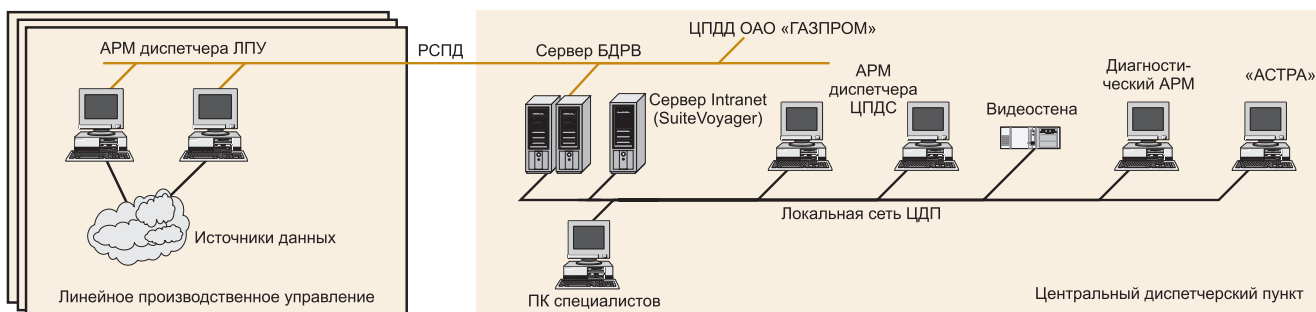 АРМ диспетчера ЛПУ
РСПД
Сервер БДРВ
ЦПДД ОАО «ГАЗПРОМ»
Сервер Intranet
(SuiteVoyager)
АРМ
диспетчера
ЦПДС
Видеостена
Диагности-
ческий АРМ
«АСТРА»
Источники данных
Локальная сеть ЦДП
ПК специалистов
Линейное производственное управление
Центральный диспетчерский пункт